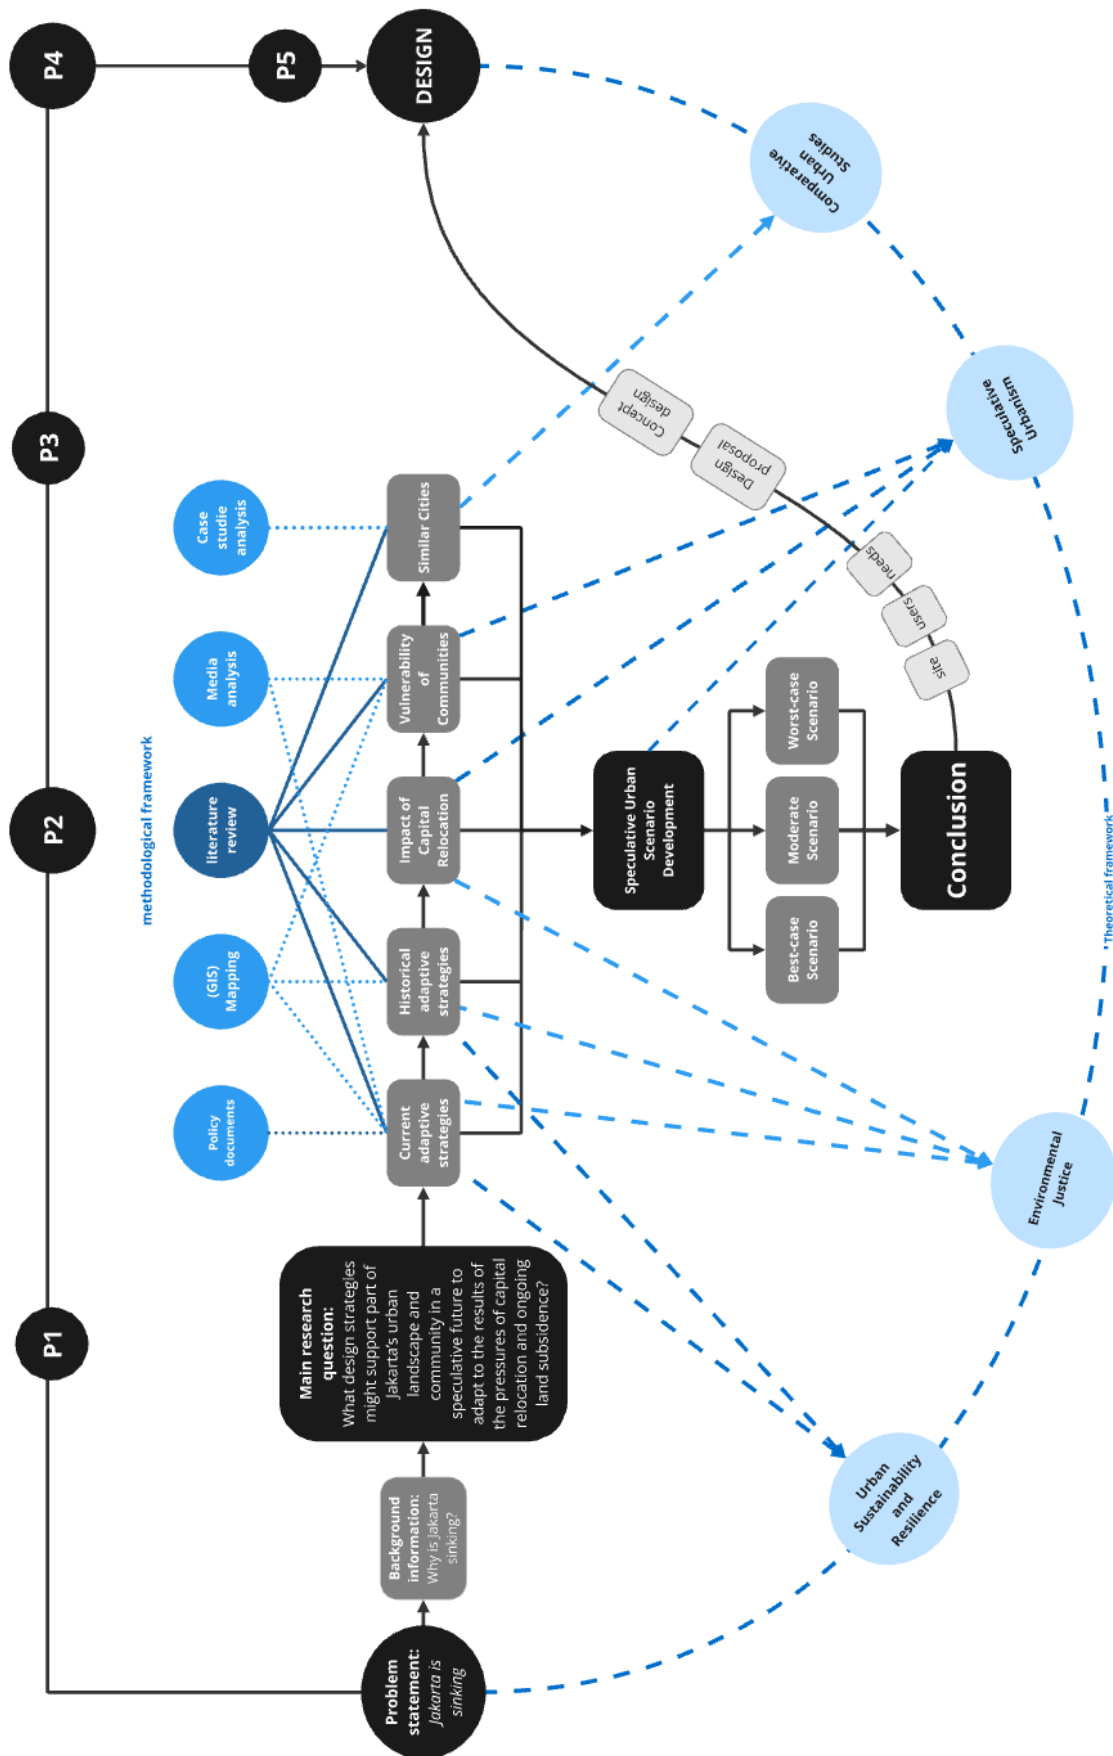 P1
P2
P3
P4
P5
DESIGN
methodological framework
Policy
documents
(GIS)
Mapping
literature
review
Media
analysis
Case
studie
analysis
Problem
statement:
Jakarta is
sinking
Background
information:
Why is Jakarta
sinking?
Main research
question:
What design strategies
might support part of
Jakarta's urban
landscape and
community in a
speculative future to
adapt to the results of
the pressures of capital
relocation and ongoing
land subsidence?
Current
adaptive
strategies
Historical
adaptive
strategies
Impact of
Capital
Relocation
Vulnerability
of
Communities
Similar Cities
Speculative Urban
Scenario
Development
Best-case
Scenario
Moderate
Scenario
Worst-case
Scenario
Conclusion
site
users
needs
Design
proposal
Concept
design
Urban
Sustainability
and
Resilience
Environmental
Justice
Speculative
Urbanism
Comparative
Urban
Studies
Theoretical framework